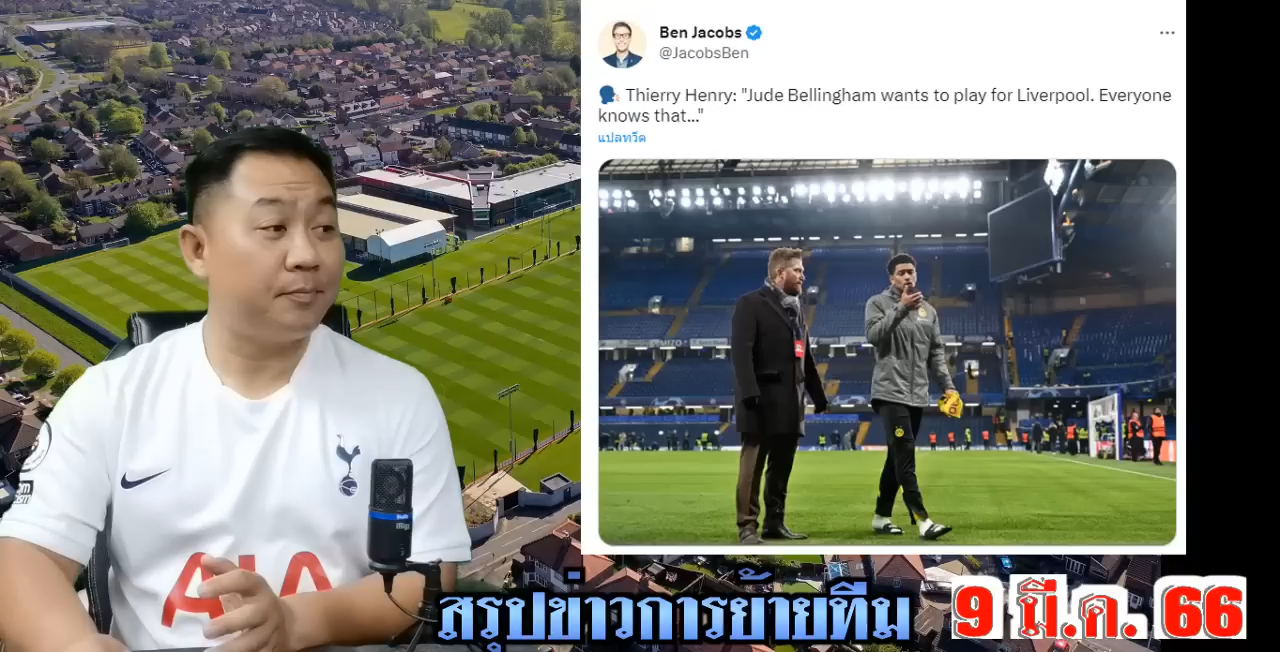 Ben Jacobs
@JacobsBen
Thierry Henry: "Jude Bellingham wants to play for Liverpool. Everyone
knows that..."
แปลทวีต
AIA
สรุปข่าวการย้ายทีม 9 มี.ค. 66